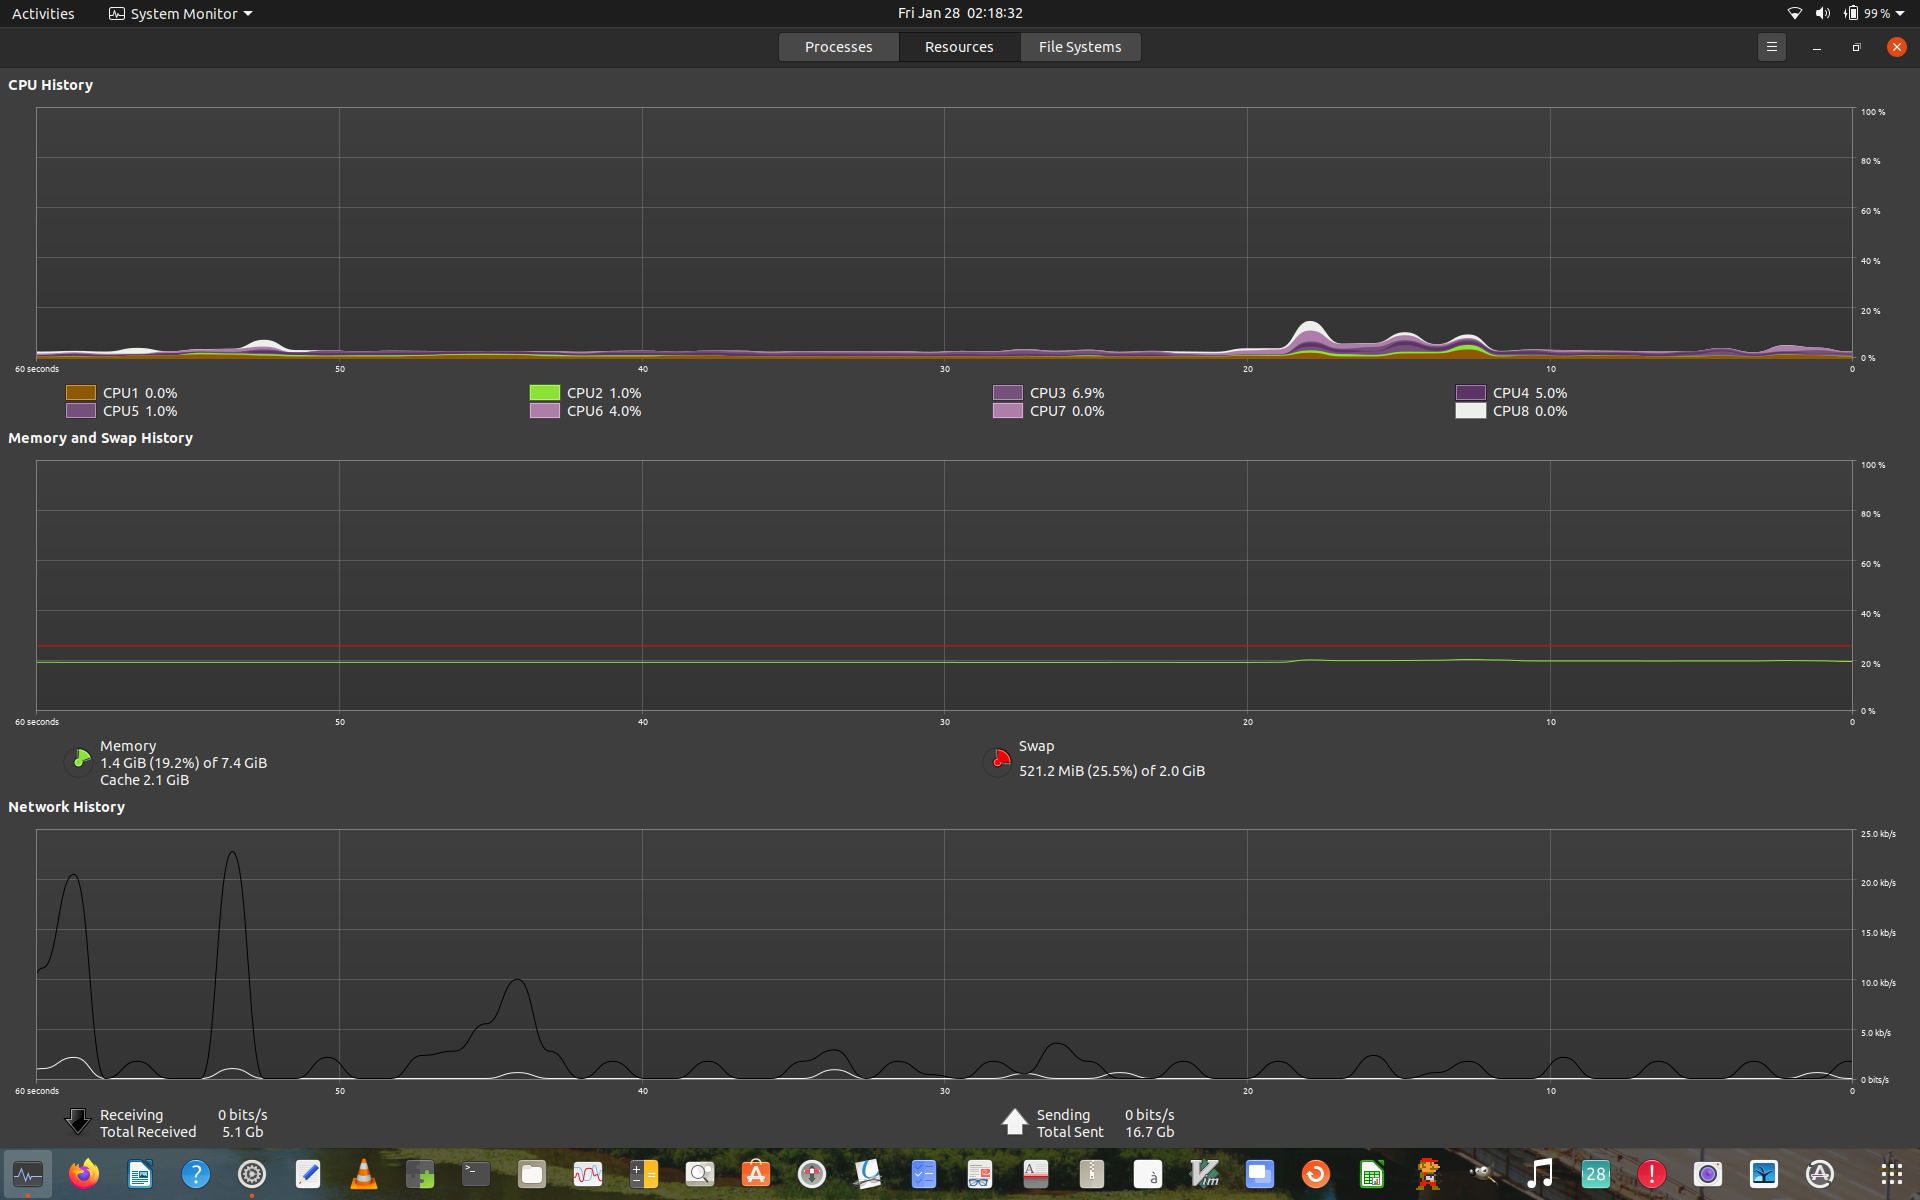 Activities System Monitor Fri Jan 28 02:18:32 99 %
Processes Resources File Systems
CPU History
100 %
80 %
60 %
40 %
20 %
0 %
60 seconds 50 40 30 20 10 0
CPU1 0.0% CPU2 1.0% CPU3 6.9% CPU4 5.0%
CPU5 1.0% CPU6 4.0% CPU7 0.0% CPU8 0.0%
Memory and Swap History
100 %
80 %
60 %
40 %
20 %
0 %
60 seconds 50 40 30 20 10 0
Memory Swap
1.4 GiB (19.2%) of 7.4 GiB 521.2 MiB (25.5%) of 2.0 GiB
Cache 2.1 GiB
Network History
25.0 kb/s
20.0 kb/s
15.0 kb/s
10.0 kb/s
5.0 kb/s
0 bits/s
60 seconds 50 40 30 20 10 0
Receiving 0 bits/s Sending 0 bits/s
Total Received 5.1 Gb Total Sent 16.7 Gb
? >_ A à Vim 28 !